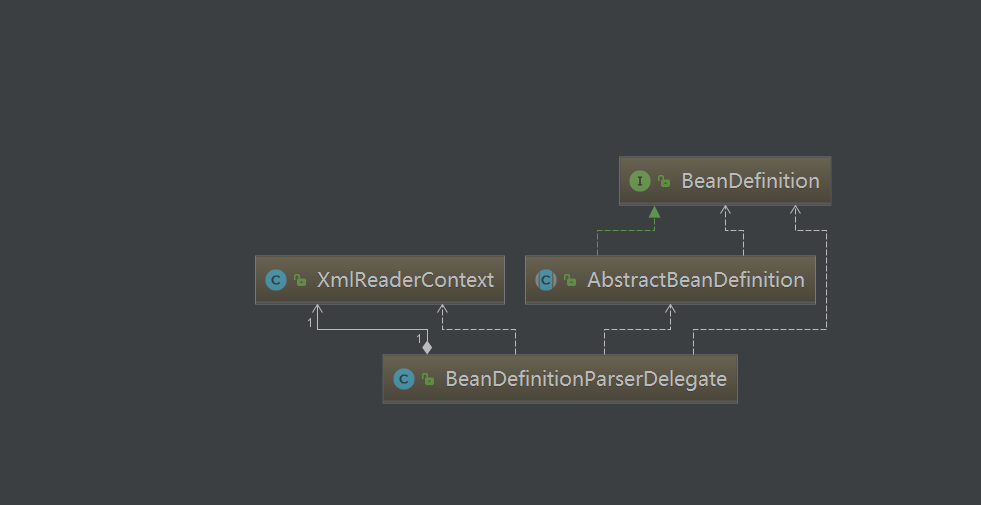 I BeanDefinition
C XmlReaderContext
C AbstractBeanDefinition
1
1
C BeanDefinitionParserDelegate